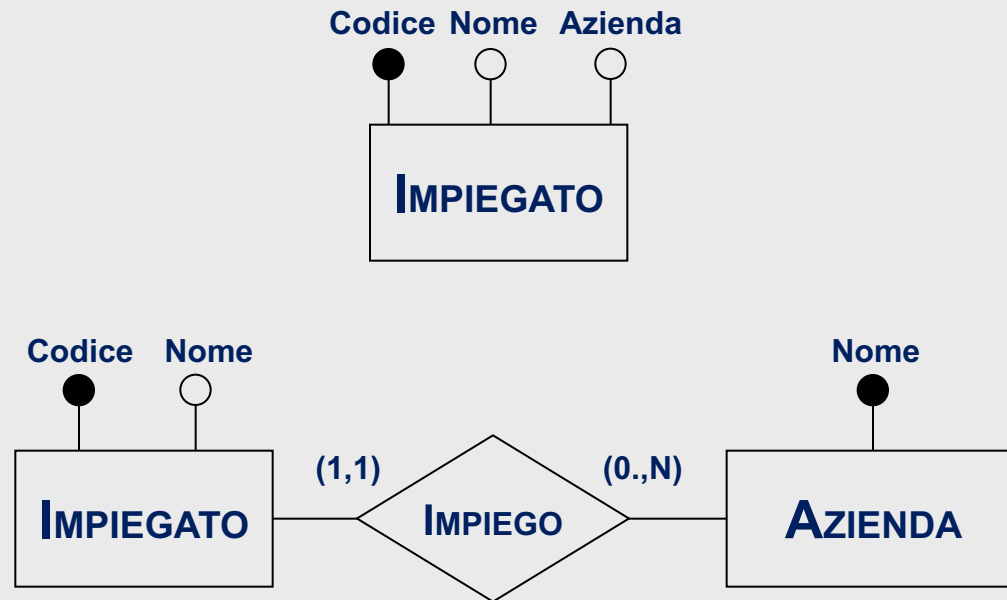 Codice Nome Azienda
IMPIEGATO
Codice Nome Nome
(1,1) (0.,N)
IMPIEGATO IMPIEGO AZIENDA